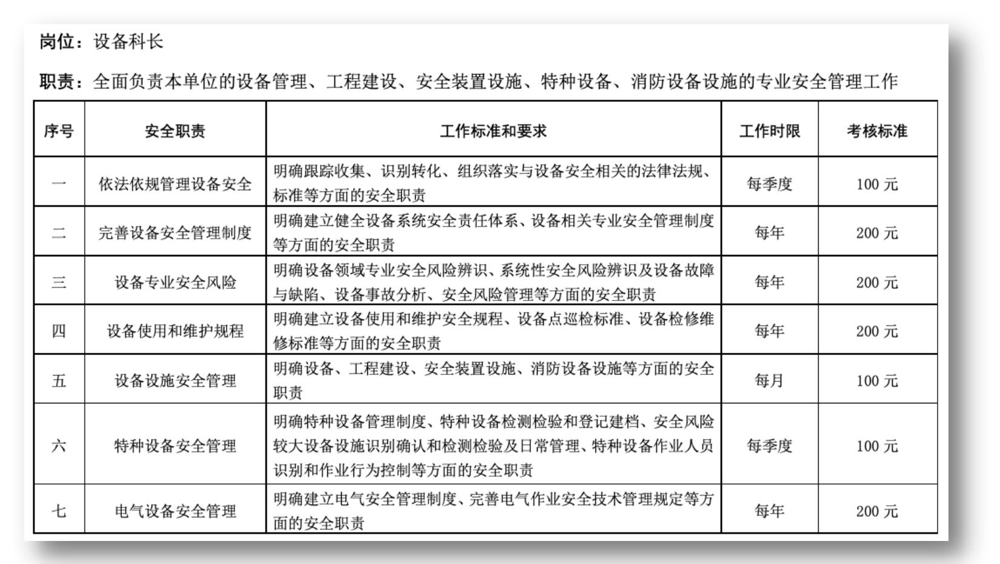 岗位：设备科长
职责：全面负责本单位的设备管理、工程建设、安全装置设施、特种设备、消防设备设施的专业安全管理工作
序号 安全职责 工作标准和要求 工作时限 考核标准
一 依法依规管理设备安全 明确跟踪收集、识别转化、组织落实与设备安全相关的法律法规、
标准等方面的安全职责 每季度 100 元
二 完善设备安全管理制度 明确建立健全设备系统安全责任体系、设备相关专业安全管理制度
等方面的安全职责 每年 200 元
三 设备专业安全风险 明确设备领域专业安全风险辨识、系统性安全风险辨识及设备故障
与缺陷、设备事故分析、安全风险管理等方面的安全职责 每年 200 元
四 设备使用和维护规程 明确建立设备使用和维护安全规程、设备点巡检标准、设备检修维
修标准等方面的安全职责 每年 200 元
五 设备设施安全管理 明确设备、工程建设、安全装置设施、消防设备设施等方面的安全
职责 每月 100 元
六 特种设备安全管理 明确特种设备管理制度、特种设备检测检验和登记建档、安全风险
较大设备设施识别确认和检测检验及日常管理、特种设备作业人员
识别和作业行为控制等方面的安全职责 每季度 100 元
七 电气设备安全管理 明确建立电气安全管理制度、完善电气作业安全技术管理规定等方
面的安全职责 每年 200 元